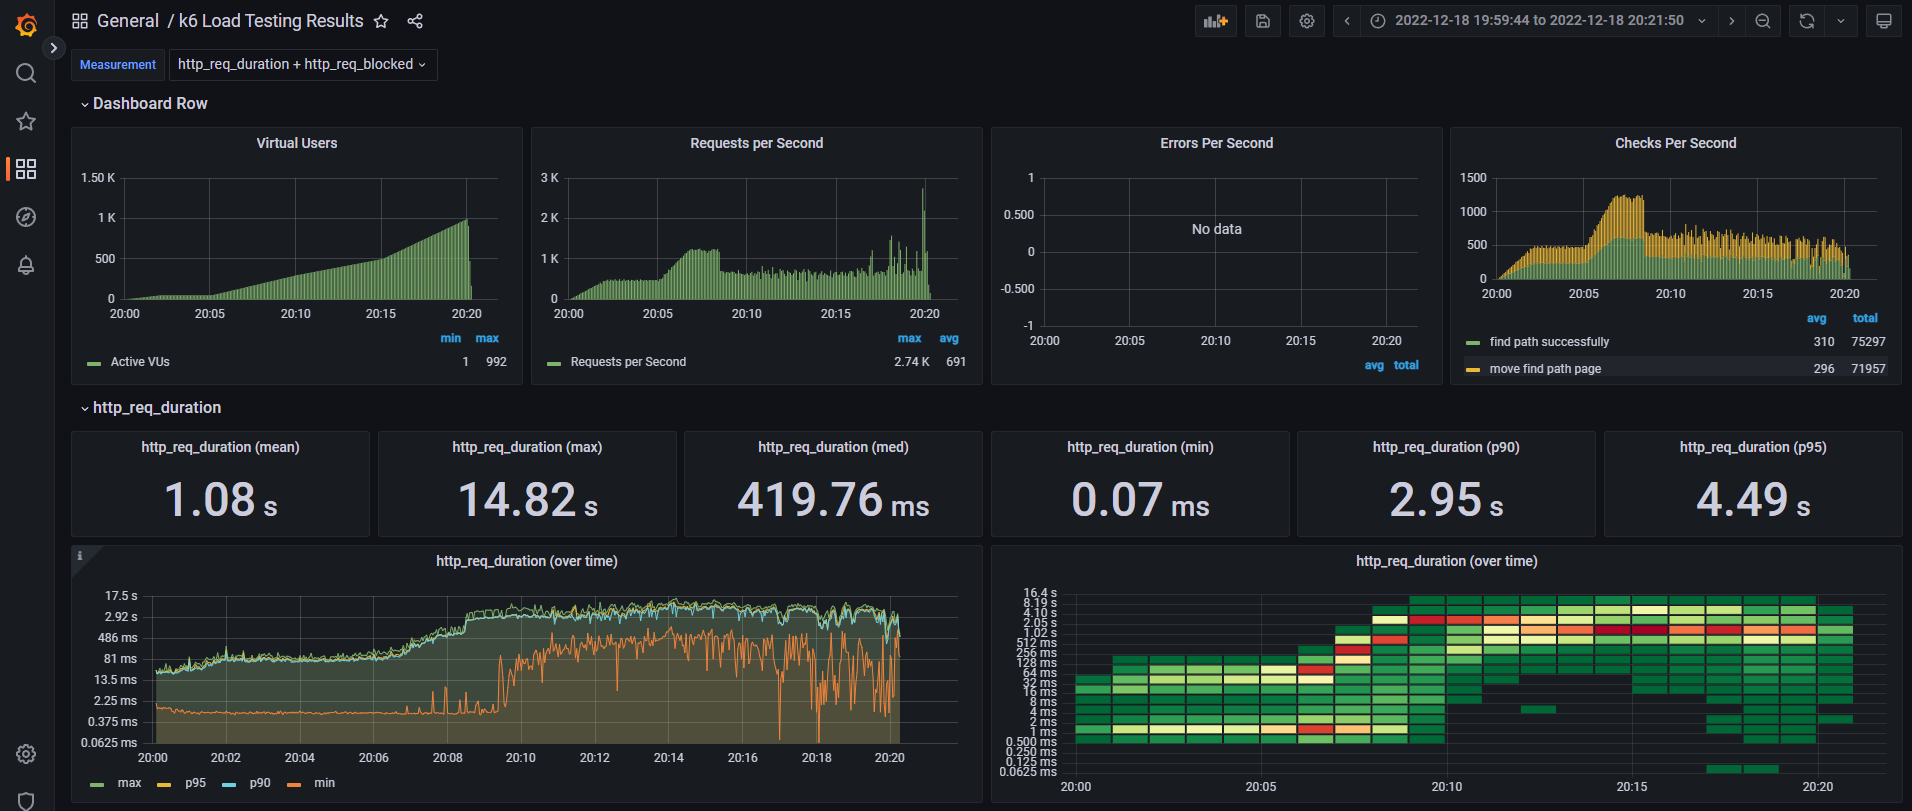 General / k6 Load Testing Results
2022-12-18 19:59:44 to 2022-12-18 20:21:50
Measurement http_req_duration + http_req_blocked
Dashboard Row
Virtual Users
1.50 K
1 K
500
0
20:00 20:05 20:10 20:15 20:20
min max
Active VUs 1 992
Requests per Second
3 K
2 K
1 K
0
20:00 20:05 20:10 20:15 20:20
max avg
Requests per Second 2.74 K 691
Errors Per Second
1
0.500
0
-0.500
-1
No data
20:00 20:05 20:10 20:15 20:20
avg total
Checks Per Second
1500
1000
500
0
20:00 20:05 20:10 20:15 20:20
avg total
find path successfully 310 75297
move find path page 296 71957
http_req_duration
http_req_duration (mean)
1.08 s
http_req_duration (max)
14.82 s
http_req_duration (med)
419.76 ms
http_req_duration (min)
0.07 ms
http_req_duration (p90)
2.95 s
http_req_duration (p95)
4.49 s
i
http_req_duration (over time)
17.5 s
2.92 s
486 ms
81 ms
13.5 ms
2.25 ms
0.375 ms
0.0625 ms
20:00 20:02 20:04 20:06 20:08 20:10 20:12 20:14 20:16 20:18 20:20
max p95 p90 min
http_req_duration (over time)
16.4 s
8.19 s
4.10 s
2.05 s
1.02 s
512 ms
256 ms
128 ms
64 ms
32 ms
16 ms
8 ms
4 ms
2 ms
1 ms
0.500 ms
0.250 ms
0.125 ms
0.0625 ms
20:00 20:05 20:10 20:15 20:20